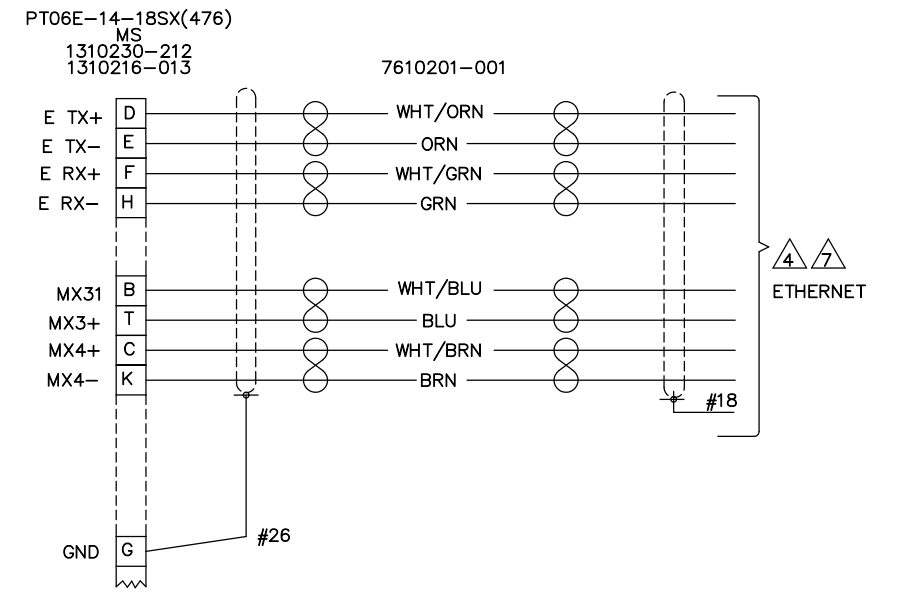 PT06E-14-18SX(476)
MS
1310230-212
1310216-013
7610201-001
E TX+ D WHT/ORN
E TX- E ORN
E RX+ F WHT/GRN
E RX- H GRN
4 7
ETHERNET
MX31 B WHT/BLU
MX3+ T BLU
MX4+ C WHT/BRN
MX4- K BRN
#18
#26
GND G